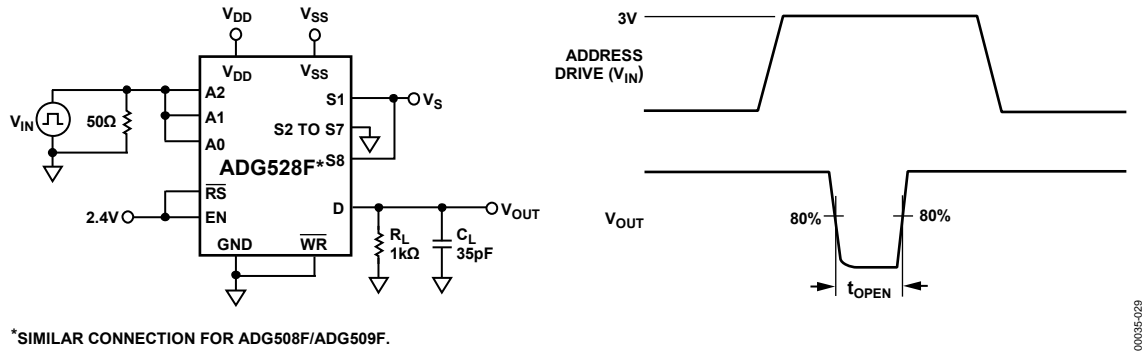 VDD
VSS
VDD
VSS
VIN
50Ω
A2
A1
A0
S1
VS
S2 TO S7
ADG528F*
S8
RS
2.4V
EN
D
VOUT
GND
WR
RL
1kΩ
CL
35pF
3V
ADDRESS
DRIVE (VIN)
VOUT
80%
80%
tOPEN
*SIMILAR CONNECTION FOR ADG508F/ADG509F.
00035-029